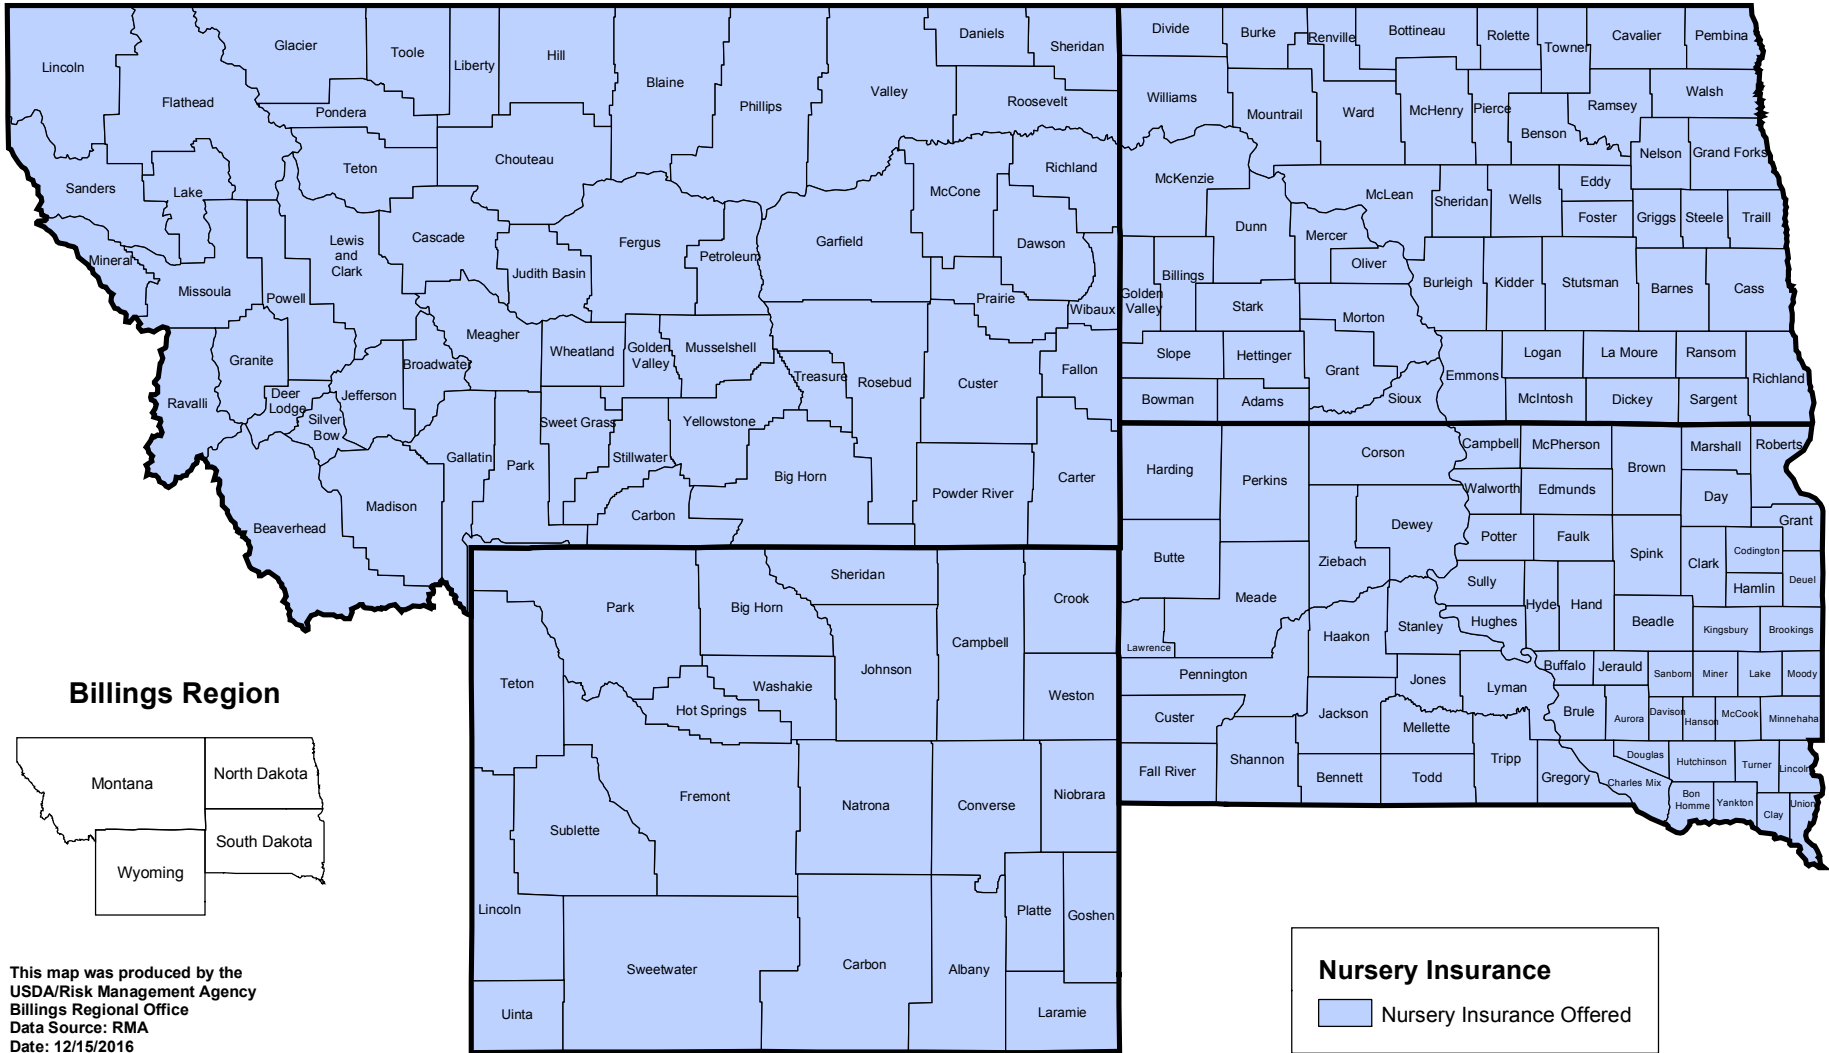 Lincoln
Flathead
Glacier
Toole
Liberty
Hill
Blaine
Phillips
Valley
Daniels
Sheridan
Roosevelt
Pondera
Teton
Chouteau
Sanders
Lake
Lewis
and
Clark
Cascade
Judith Basin
Fergus
Petroleum
Garfield
McCone
Richland
Dawson
Mineral
Missoula
Powell
Meagher
Prairie
Wibaux
Granite
Broadwater
Wheatland
Golden
Valley
Musselshell
Treasure
Rosebud
Custer
Fallon
Ravalli
Deer
Lodge
Silver
Bow
Jefferson
Gallatin
Park
Sweet Grass
Stillwater
Yellowstone
Big Horn
Powder River
Carter
Beaverhead
Madison
Carbon
Divide
Burke
Renville
Bottineau
Rolette
Towner
Cavalier
Pembina
Williams
Mountrail
Ward
McHenry
Pierce
Benson
Ramsey
Walsh
Nelson
Grand Forks
McKenzie
Dunn
McLean
Sheridan
Wells
Eddy
Foster
Griggs
Steele
Traill
Mercer
Oliver
Billings
Golden
Valley
Stark
Morton
Burleigh
Kidder
Stutsman
Barnes
Cass
Slope
Hettinger
Grant
Sioux
Emmons
Logan
La Moure
Ransom
Richland
Bowman
Adams
McIntosh
Dickey
Sargent
Harding
Perkins
Corson
Campbell
McPherson
Brown
Marshall
Roberts
Walworth
Edmunds
Day
Grant
Butte
Meade
Ziebach
Dewey
Potter
Faulk
Spink
Clark
Codington
Hamlin
Deuel
Sully
Hyde
Hand
Beadle
Kingsbury
Brookings
Lawrence
Haakon
Stanley
Hughes
Pennington
Jones
Lyman
Buffalo
Jerauld
Sanborn
Miner
Lake
Moody
Custer
Jackson
Mellette
Brule
Aurora
Davison
Hanson
McCook
Minnehaha
Fall River
Shannon
Bennett
Todd
Tripp
Gregory
Charles Mix
Douglas
Hutchinson
Turner
Lincoln
Bon
Homme
Yankton
Clay
Union
Park
Big Horn
Sheridan
Johnson
Campbell
Crook
Weston
Teton
Washakie
Hot Springs
Fremont
Sublette
Natrona
Converse
Niobrara
Lincoln
Sweetwater
Carbon
Albany
Platte
Goshen
Uinta
Laramie
Billings Region
Montana
North Dakota
South Dakota
Wyoming
This map was produced by the
USDA/Risk Management Agency
Billings Regional Office
Data Source: RMA
Date: 12/15/2016
Nursery Insurance
Nursery Insurance Offered